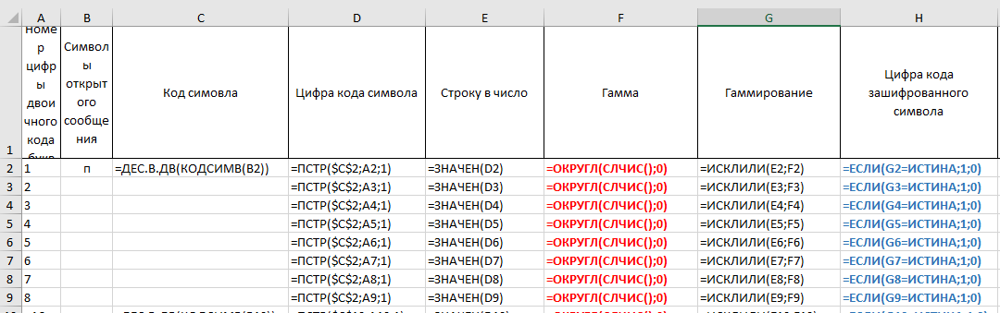 A B C D E F G H
Номе
р
цифр
ы
двои
чного
кода
Символ
ы
открыт
ого
сообще
ния
Код симовла
Цифра кода символа
Строку в число
Гамма
Гаммирование
Цифра кода
зашифрованного
символа
1
2 1 п =ДЕС.В.ДВ(КОДСИМВ(B2)) =ПСТР($C$2;A2;1) =ЗНАЧЕН(D2) =ОКРУГЛ(СЛЧИС();0) =ИСКЛИЛИ(E2;F2) =ЕСЛИ(G2=ИСТИНА;1;0)
3 2 =ПСТР($C$2;A3;1) =ЗНАЧЕН(D3) =ОКРУГЛ(СЛЧИС();0) =ИСКЛИЛИ(E3;F3) =ЕСЛИ(G3=ИСТИНА;1;0)
4 3 =ПСТР($C$2;A4;1) =ЗНАЧЕН(D4) =ОКРУГЛ(СЛЧИС();0) =ИСКЛИЛИ(E4;F4) =ЕСЛИ(G4=ИСТИНА;1;0)
5 4 =ПСТР($C$2;A5;1) =ЗНАЧЕН(D5) =ОКРУГЛ(СЛЧИС();0) =ИСКЛИЛИ(E5;F5) =ЕСЛИ(G5=ИСТИНА;1;0)
6 5 =ПСТР($C$2;A6;1) =ЗНАЧЕН(D6) =ОКРУГЛ(СЛЧИС();0) =ИСКЛИЛИ(E6;F6) =ЕСЛИ(G6=ИСТИНА;1;0)
7 6 =ПСТР($C$2;A7;1) =ЗНАЧЕН(D7) =ОКРУГЛ(СЛЧИС();0) =ИСКЛИЛИ(E7;F7) =ЕСЛИ(G7=ИСТИНА;1;0)
8 7 =ПСТР($C$2;A8;1) =ЗНАЧЕН(D8) =ОКРУГЛ(СЛЧИС();0) =ИСКЛИЛИ(E8;F8) =ЕСЛИ(G8=ИСТИНА;1;0)
9 8 =ПСТР($C$2;A9;1) =ЗНАЧЕН(D9) =ОКРУГЛ(СЛЧИС();0) =ИСКЛИЛИ(E9;F9) =ЕСЛИ(G9=ИСТИНА;1;0)